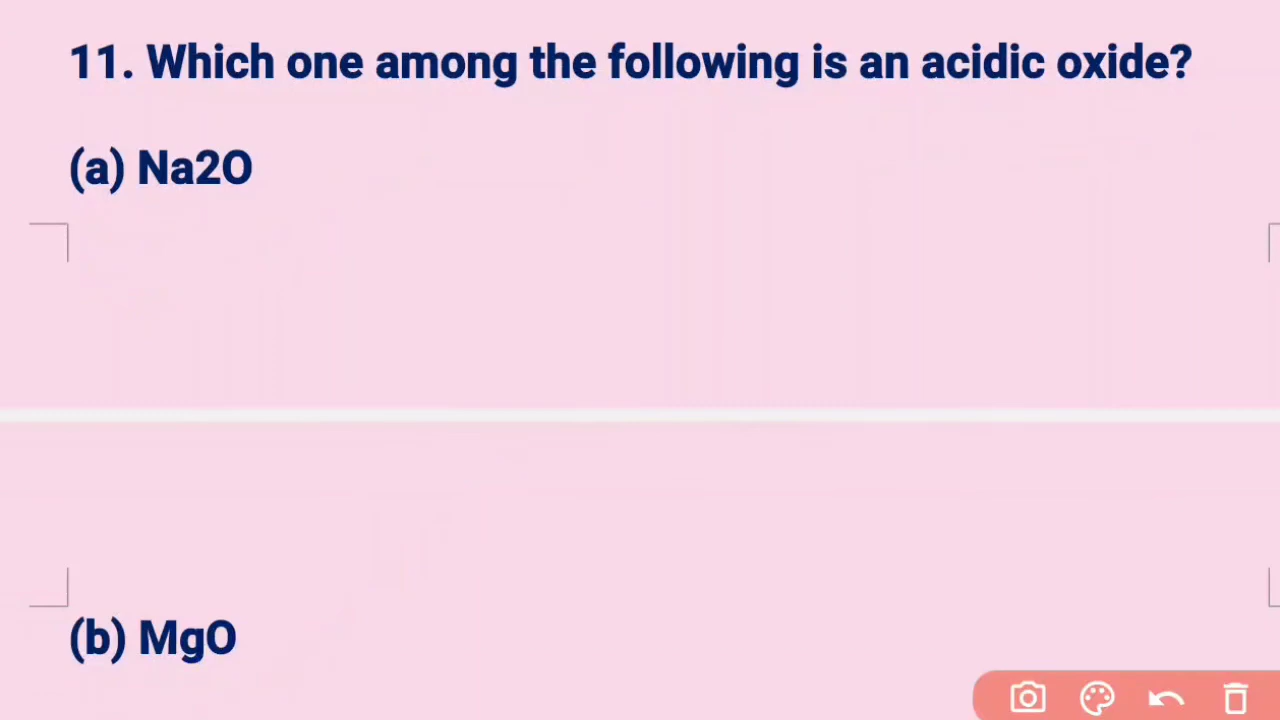 11. Which one among the following is an acidic oxide?
(a) Na2O
(b) MgO